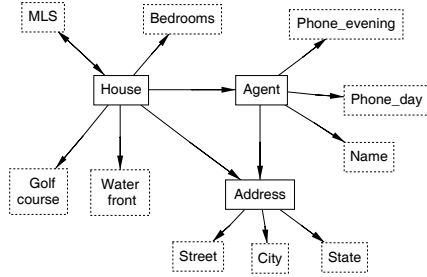 MLS
Bedrooms
Phone_evening
House
Agent
Phone_day
Name
Golf
course
Water
front
Address
Street
City
State